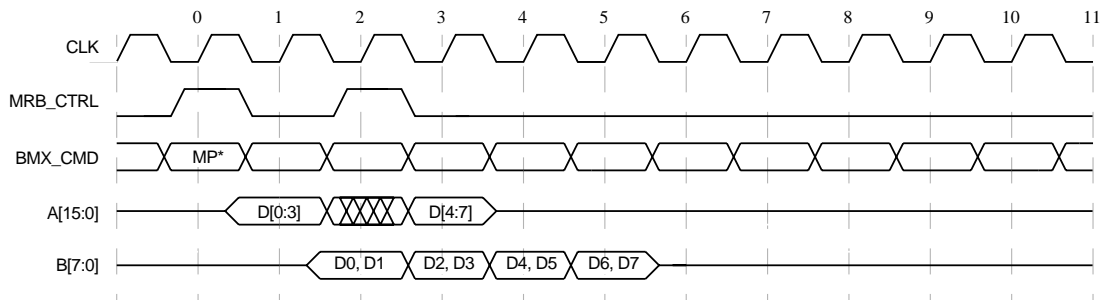 0 1 2 3 4 5 6 7 8 9 10 11
CLK
MRB_CTRL
BMX_CMD MP*
A[15:0] D[0:3] D[4:7]
B[7:0] D0, D1 D2, D3 D4, D5 D6, D7